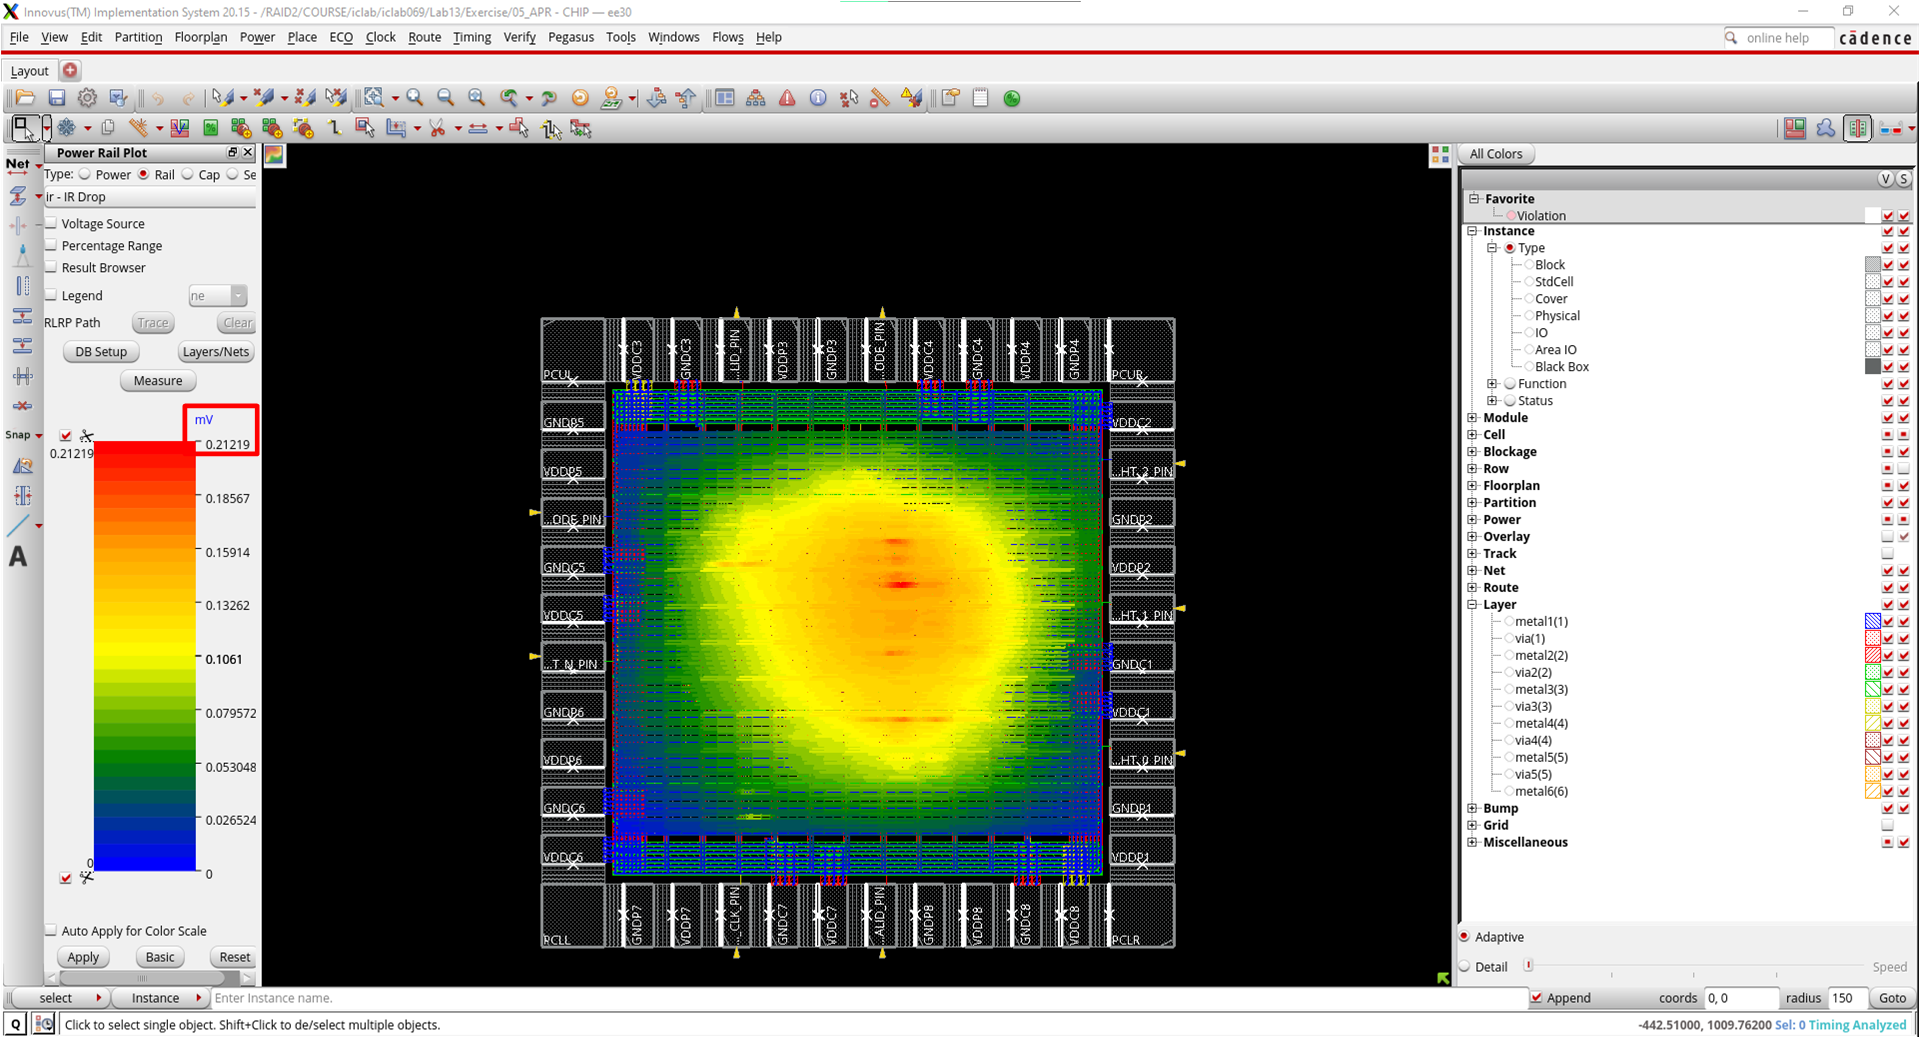 Innovus(TM) Implementation System 20.15 - /RAID2/COURSE/iclab/iclab069/Lab13/Exercise/05_APR - CHIP — ee30
File View Edit Partition Floorplan Power Place ECO Clock Route Timing Verify Pegasus Tools Windows Flows Help
online help cādence
Layout
Power Rail Plot
Type: Power Rail Cap Se
ir - IR Drop
Voltage Source
Percentage Range
Result Browser
Legend ne
RLRP Path Trace Clear
DB Setup Layers/Nets
Measure
mV
0.21219
0.21219
0.18567
0.15914
0.13262
0.1061
0.079572
0.053048
0.026524
0
0
Auto Apply for Color Scale
Apply Basic Reset
Net
Snap
A
PCUL VDDC3 GNDC3 ...LID_PIN VDDP3 GNDP3 ...ODE_PIN VDDC4 GNDC4 VDDP4 GNDP4 PCUR
GNDP5 VDDC2
VDDP5 ...HT_2_PIN
...ODE_PIN GNDP2
GNDC5 VDDP2
VDDC5 ...HT_1_PIN
...T_N_PIN GNDC1
GNDP6 VDDC1
VDDP6 ...HT_0_PIN
GNDC6 GNDP1
VDDC6 VDDP1
PCLL GNDP7 VDDP7 ..._CLK_PIN GNDC7 VDDC7 ...ALID_PIN GNDP8 VDDP8 GNDC8 VDDC8 PCLR
All Colors
V S
Favorite
Violation
Instance
Type
Block
StdCell
Cover
Physical
IO
Area IO
Black Box
Function
Status
Module
Cell
Blockage
Row
Floorplan
Partition
Power
Overlay
Track
Net
Route
Layer
metal1(1)
via(1)
metal2(2)
via2(2)
metal3(3)
via3(3)
metal4(4)
via4(4)
metal5(5)
via5(5)
metal6(6)
Bump
Grid
Miscellaneous
Adaptive
Detail Speed
select Instance Enter Instance name. Append coords 0, 0 radius 150 Goto
Q Click to select single object. Shift+Click to de/select multiple objects. -442.51000, 1009.76200 Sel: 0 Timing Analyzed